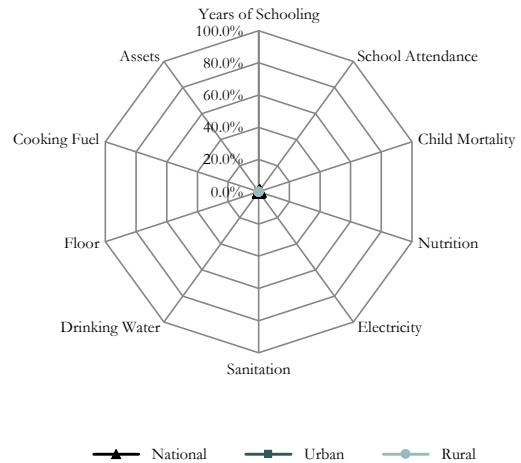 Years of Schooling
100.0%
Assets
School Attendance
80.0%
60.0%
Cooking Fuel
40.0%
Child Mortality
20.0%
0.0%
Floor
Nutrition
Drinking Water
Electricity
Sanitation
National Urban Rural